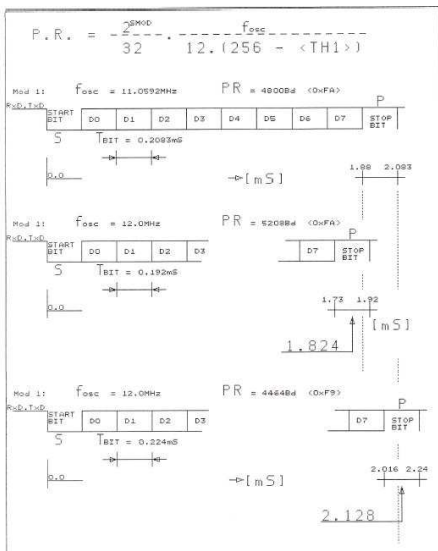 P.R. = 2^SMOD / 32 . fosc / 12.(256 - <TH1>)
Mod 1: fosc = 11.0592MHz PR = 4800Bd (0xFA)
P
RxD,TxD
START BIT D0 D1 D2 D3 D4 D5 D6 D7 STOP BIT
S TBIT = 0.2083mS
0.0 [mS] 1.88 2.083
Mod 1: fosc = 12.0MHz PR = 5208Bd (0xFA)
P
RxD,TxD
START BIT D0 D1 D2 D3 D7 STOP BIT
S TBIT = 0.192mS
0.0 1.73 1.92 [mS]
1.824
Mod 1: fosc = 12.0MHz PR = 4464Bd (0xF9)
P
RxD,TxD
START BIT D0 D1 D2 D3 D7 STOP BIT
S TBIT = 0.224mS
0.0 [mS] 2.016 2.24
2.128